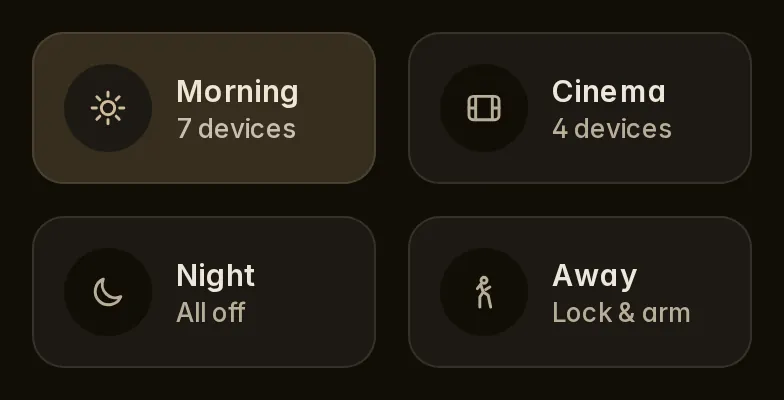 Morning
7 devices
Cinema
4 devices
Night
All off
Away
Lock & arm